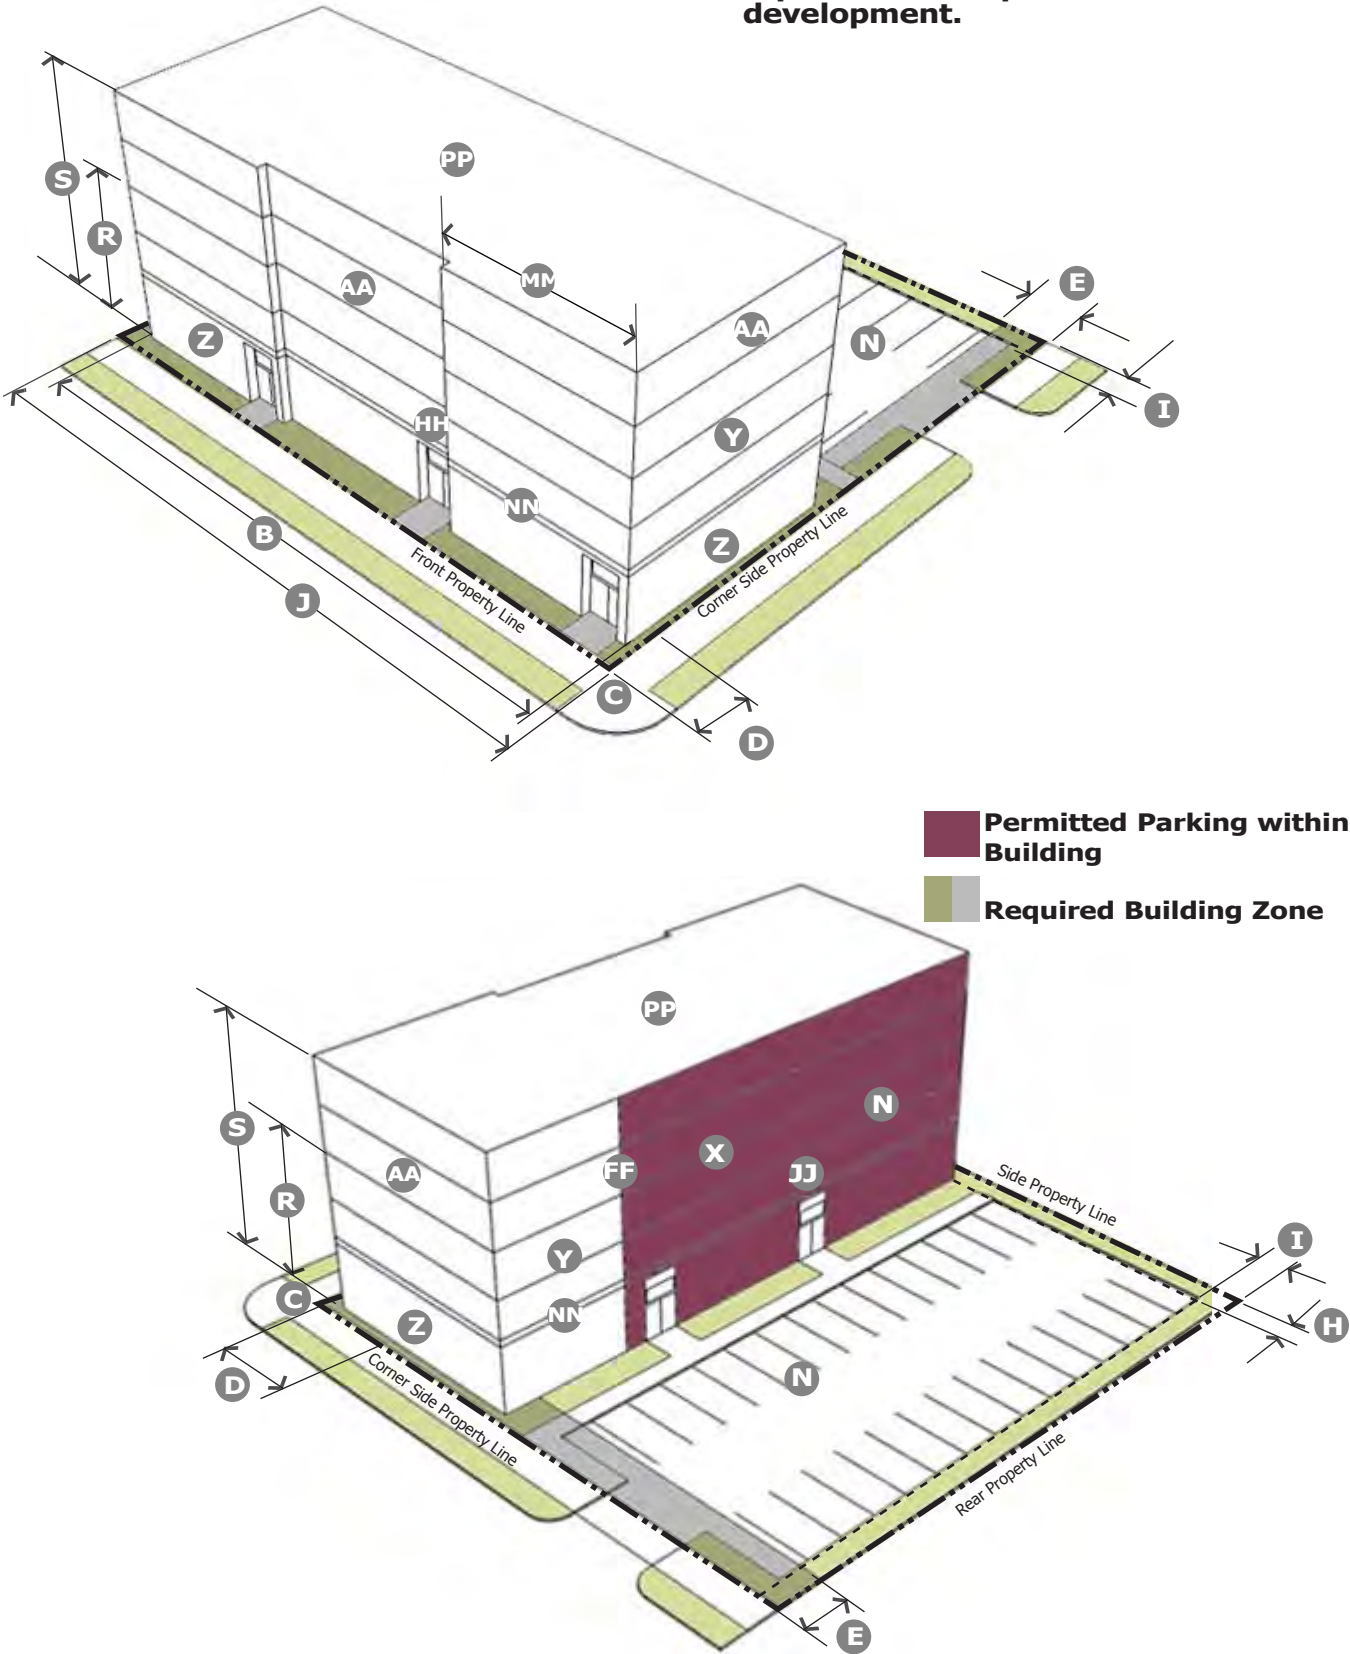 development.
PP
S
R
MM
E
AA
AA
N
Z
I
HH
Y
NN
B
Z
Front Property Line
Corner Side Property Line
J
C
D
Permitted Parking within
Building
Required Building Zone
PP
N
S
X
AA
FF
JJ
Side Property Line
R
I
Y
C
NN
Z
H
D
N
Corner Side Property Line
Rear Property Line
E